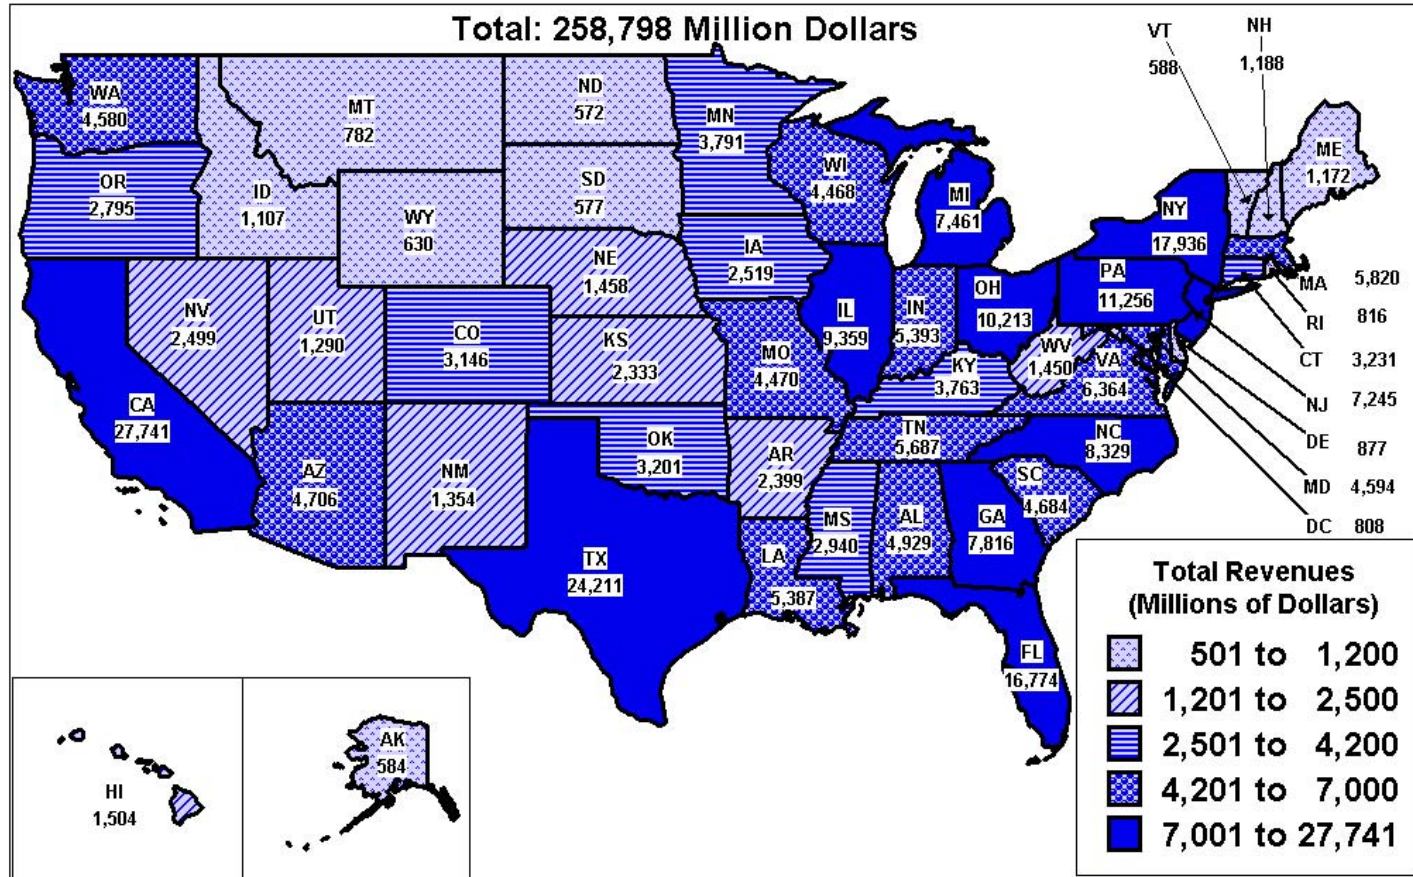 Total: 258,798 Million Dollars
VT
588
NH
1,188
WA
4,580
MT
782
ND
572
MN
3,791
ME
1,172
OR
2,795
ID
1,107
WY
630
SD
577
WI
4,468
MI
7,461
NY
17,936
NV
2,499
UT
1,290
CO
3,146
NE
1,458
IA
2,519
IL
9,359
IN
5,393
OH
10,213
PA
11,256
MA 5,820
RI 816
CT 3,231
NJ 7,245
DE 877
MD 4,594
DC 808
CA
27,741
KS
2,333
MO
4,470
KY
3,763
WV
1,450
VA
6,364
AZ
4,706
NM
1,354
OK
3,201
AR
2,399
TN
5,687
NC
8,329
SC
4,684
TX
24,211
LA
5,387
MS
2,940
AL
4,929
GA
7,816
FL
16,774
HI
1,504
AK
584
Total Revenues
(Millions of Dollars)
501 to 1,200
1,201 to 2,500
2,501 to 4,200
4,201 to 7,000
7,001 to 27,741